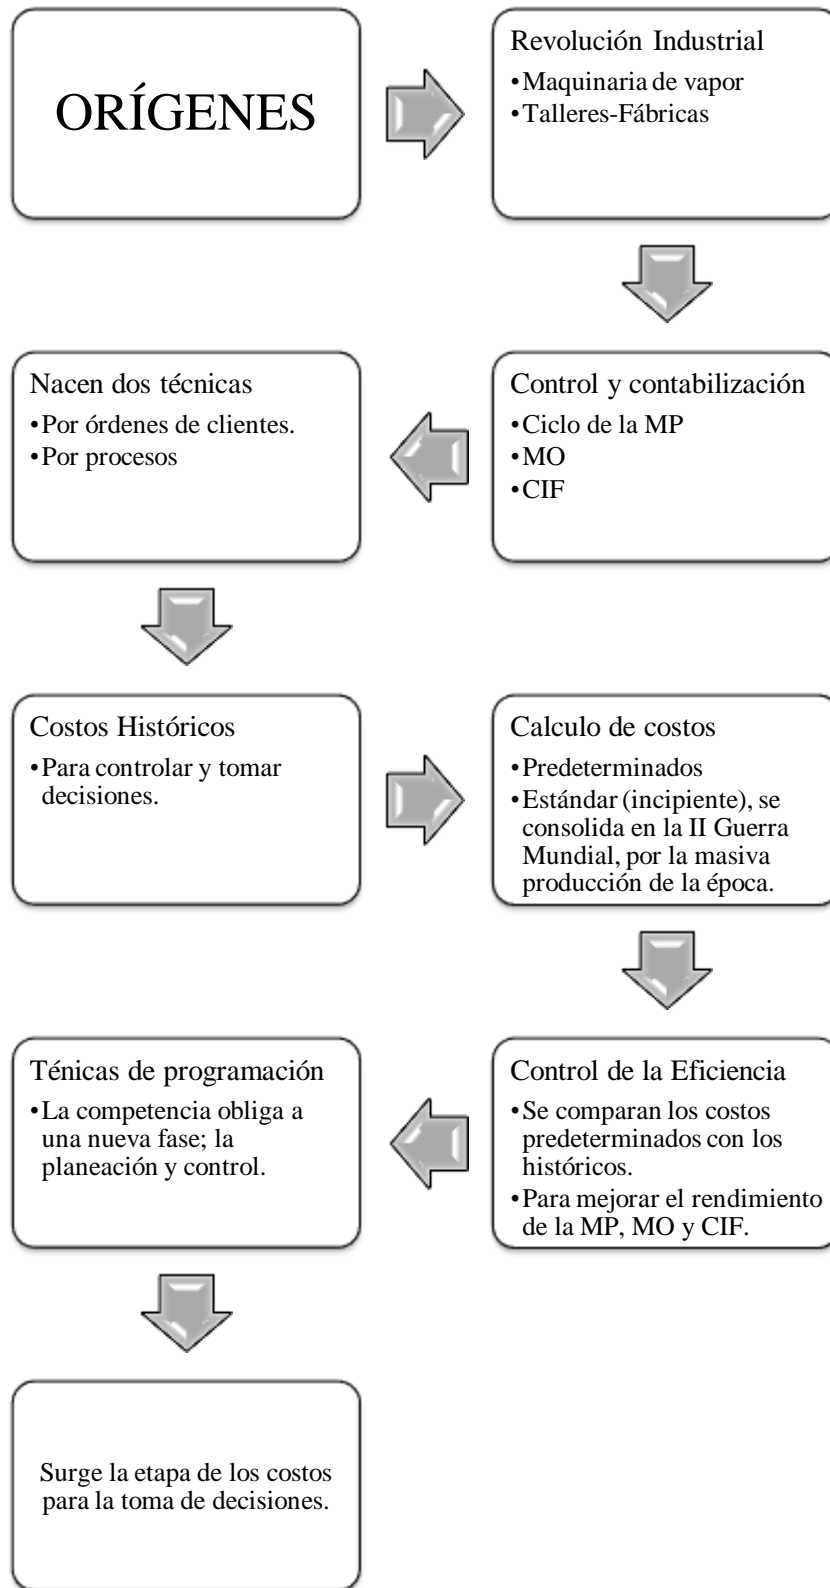 ORÍGENES
Revolución Industrial
•Maquinaria de vapor
•Talleres-Fábricas
Control y contabilización
•Ciclo de la MP
•MO
•CIF
Nacen dos técnicas
•Por órdenes de clientes.
•Por procesos
Costos Históricos
•Para controlar y tomar
decisiones.
Calculo de costos
•Predeterminados
•Estándar (incipiente), se
consolida en la II Guerra
Mundial, por la masiva
producción de la época.
Control de la Eficiencia
•Se comparan los costos
predeterminados con los
históricos.
•Para mejorar el rendimiento
de la MP, MO y CIF.
Ténicas de programación
•La competencia obliga a
una nueva fase; la
planeación y control.
Surge la etapa de los costos
para la toma de decisiones.